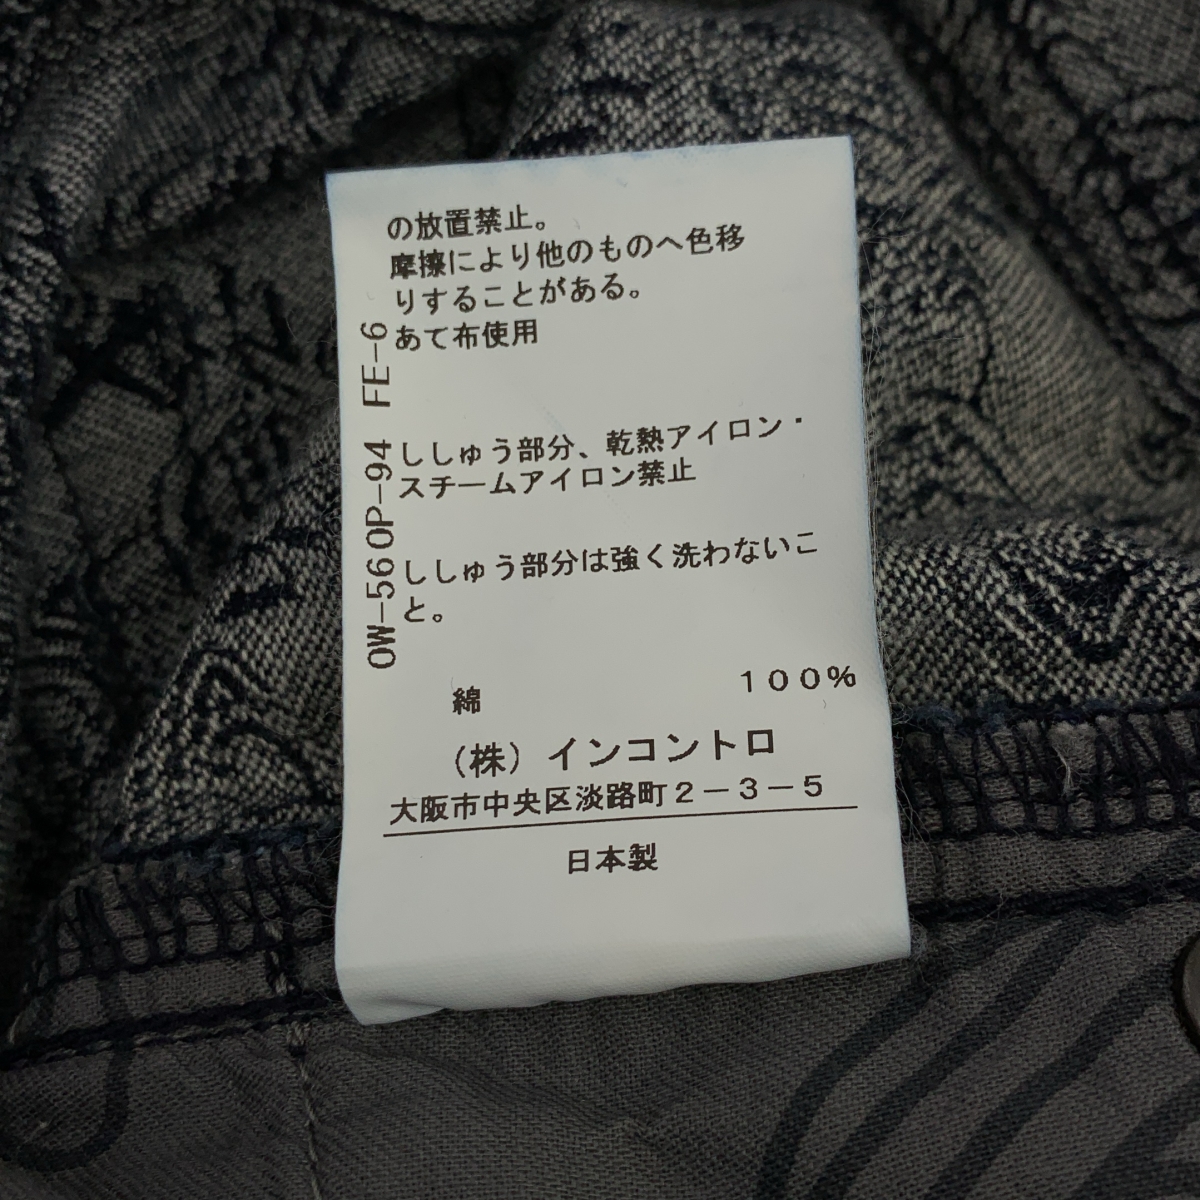 の放置禁止。
摩擦により他のものへ色移
りすることがある。
あて布使用
ししゅう部分、乾熱アイロン・
スチームアイロン禁止
ししゅう部分は強く洗わないこ
と。
綿 100%
(株)インコントロ
大阪市中央区淡路町2-3-5
日本製
OW-560P-94 FE-6